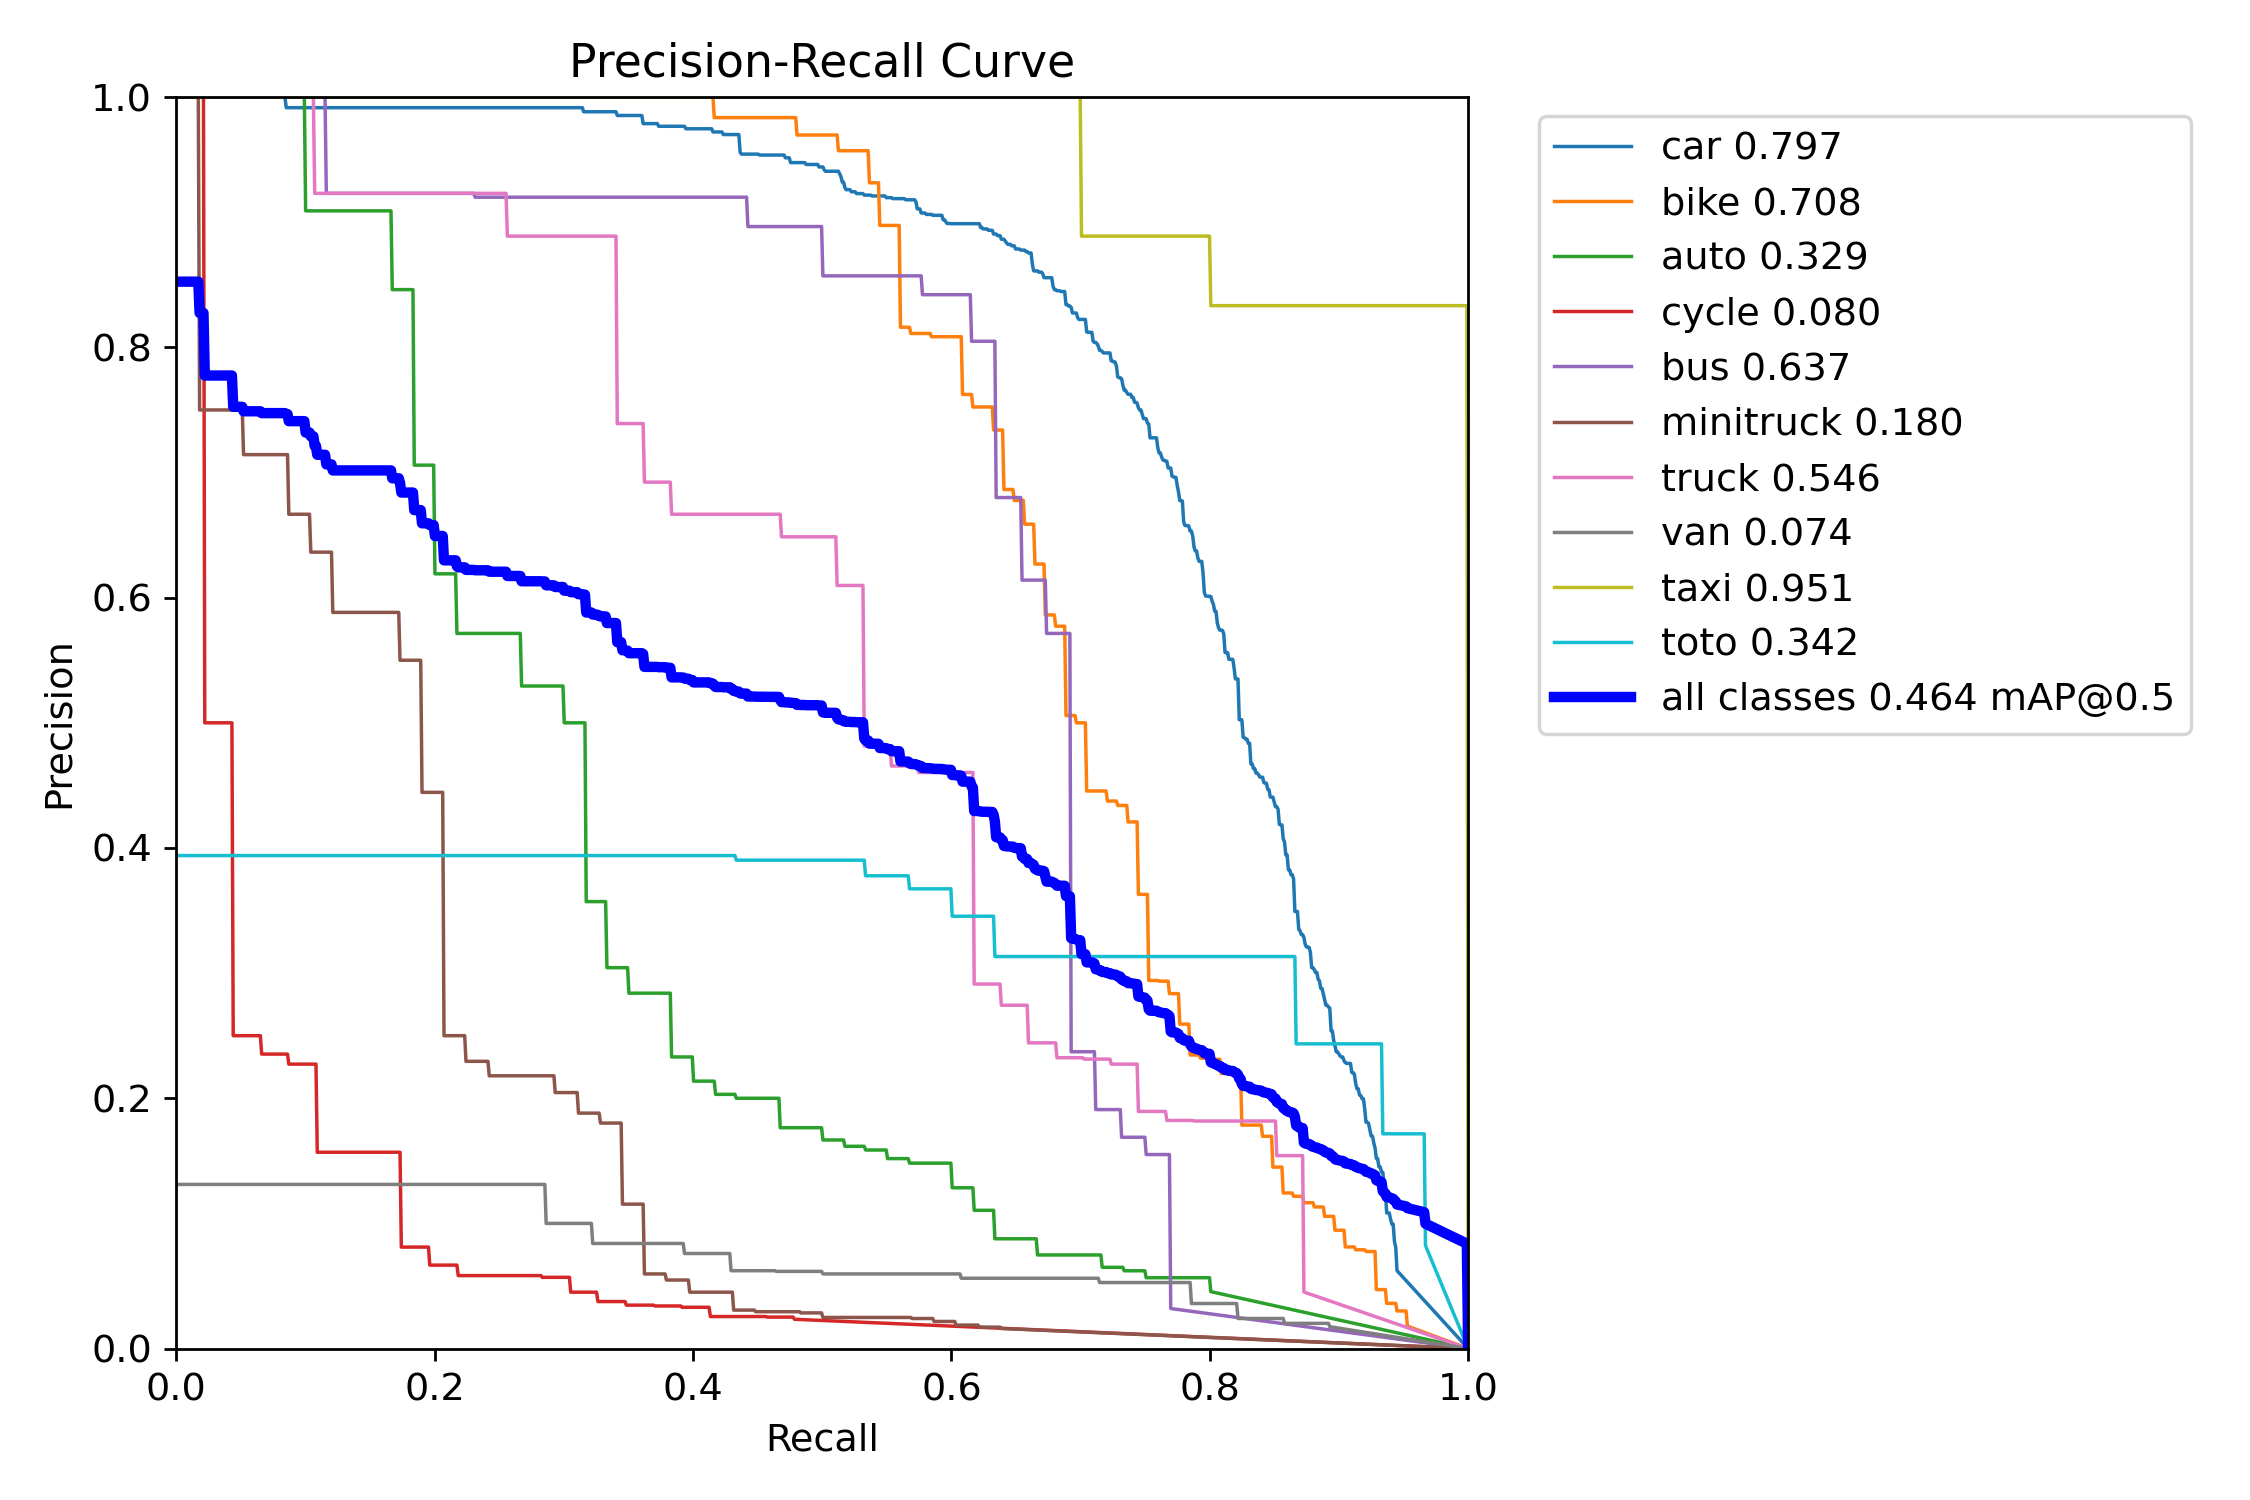 Precision-Recall Curve
1.0
0.8
0.6
0.4
0.2
0.0
Precision
0.0 0.2 0.4 0.6 0.8 1.0
Recall
car 0.797
bike 0.708
auto 0.329
cycle 0.080
bus 0.637
minitruck 0.180
truck 0.546
van 0.074
taxi 0.951
toto 0.342
all classes 0.464 mAP@0.5